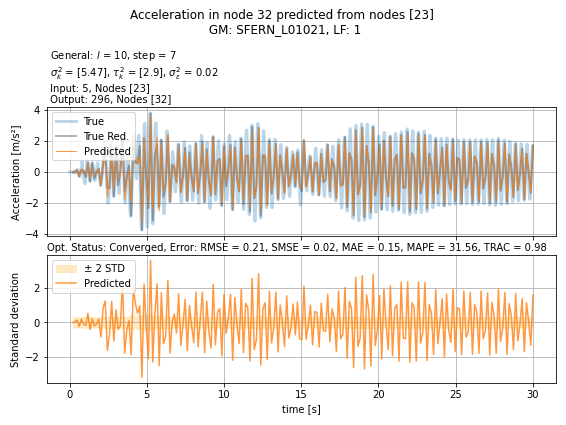 Acceleration in node 32 predicted from nodes [23]
GM: SFERN_L01021, LF: 1
General: l = 10, step = 7
σ²ₖ = [5.47], τ²ₖ = [2.9], σ²ε = 0.02
Input: 5, Nodes [23]
Output: 296, Nodes [32]
Acceleration [m/s²]
4
2
0
−2
−4
True
True Red.
Predicted
Opt. Status: Converged, Error: RMSE = 0.21, SMSE = 0.02, MAE = 0.15, MAPE = 31.56, TRAC = 0.98
Standard deviation
2
0
−2
± 2 STD
Predicted
0 5 10 15 20 25 30
time [s]